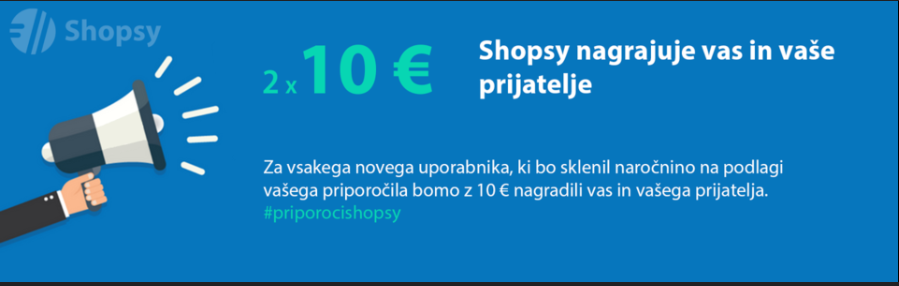 Shopsy
2 x 10 €
Shopsy nagrajuje vas in vaše
prijatelje
Za vsakega novega uporabnika, ki bo sklenil naročnino na podlagi
vašega priporočila bomo z 10 € nagradili vas in vašega prijatelja.
#priporocishopsy